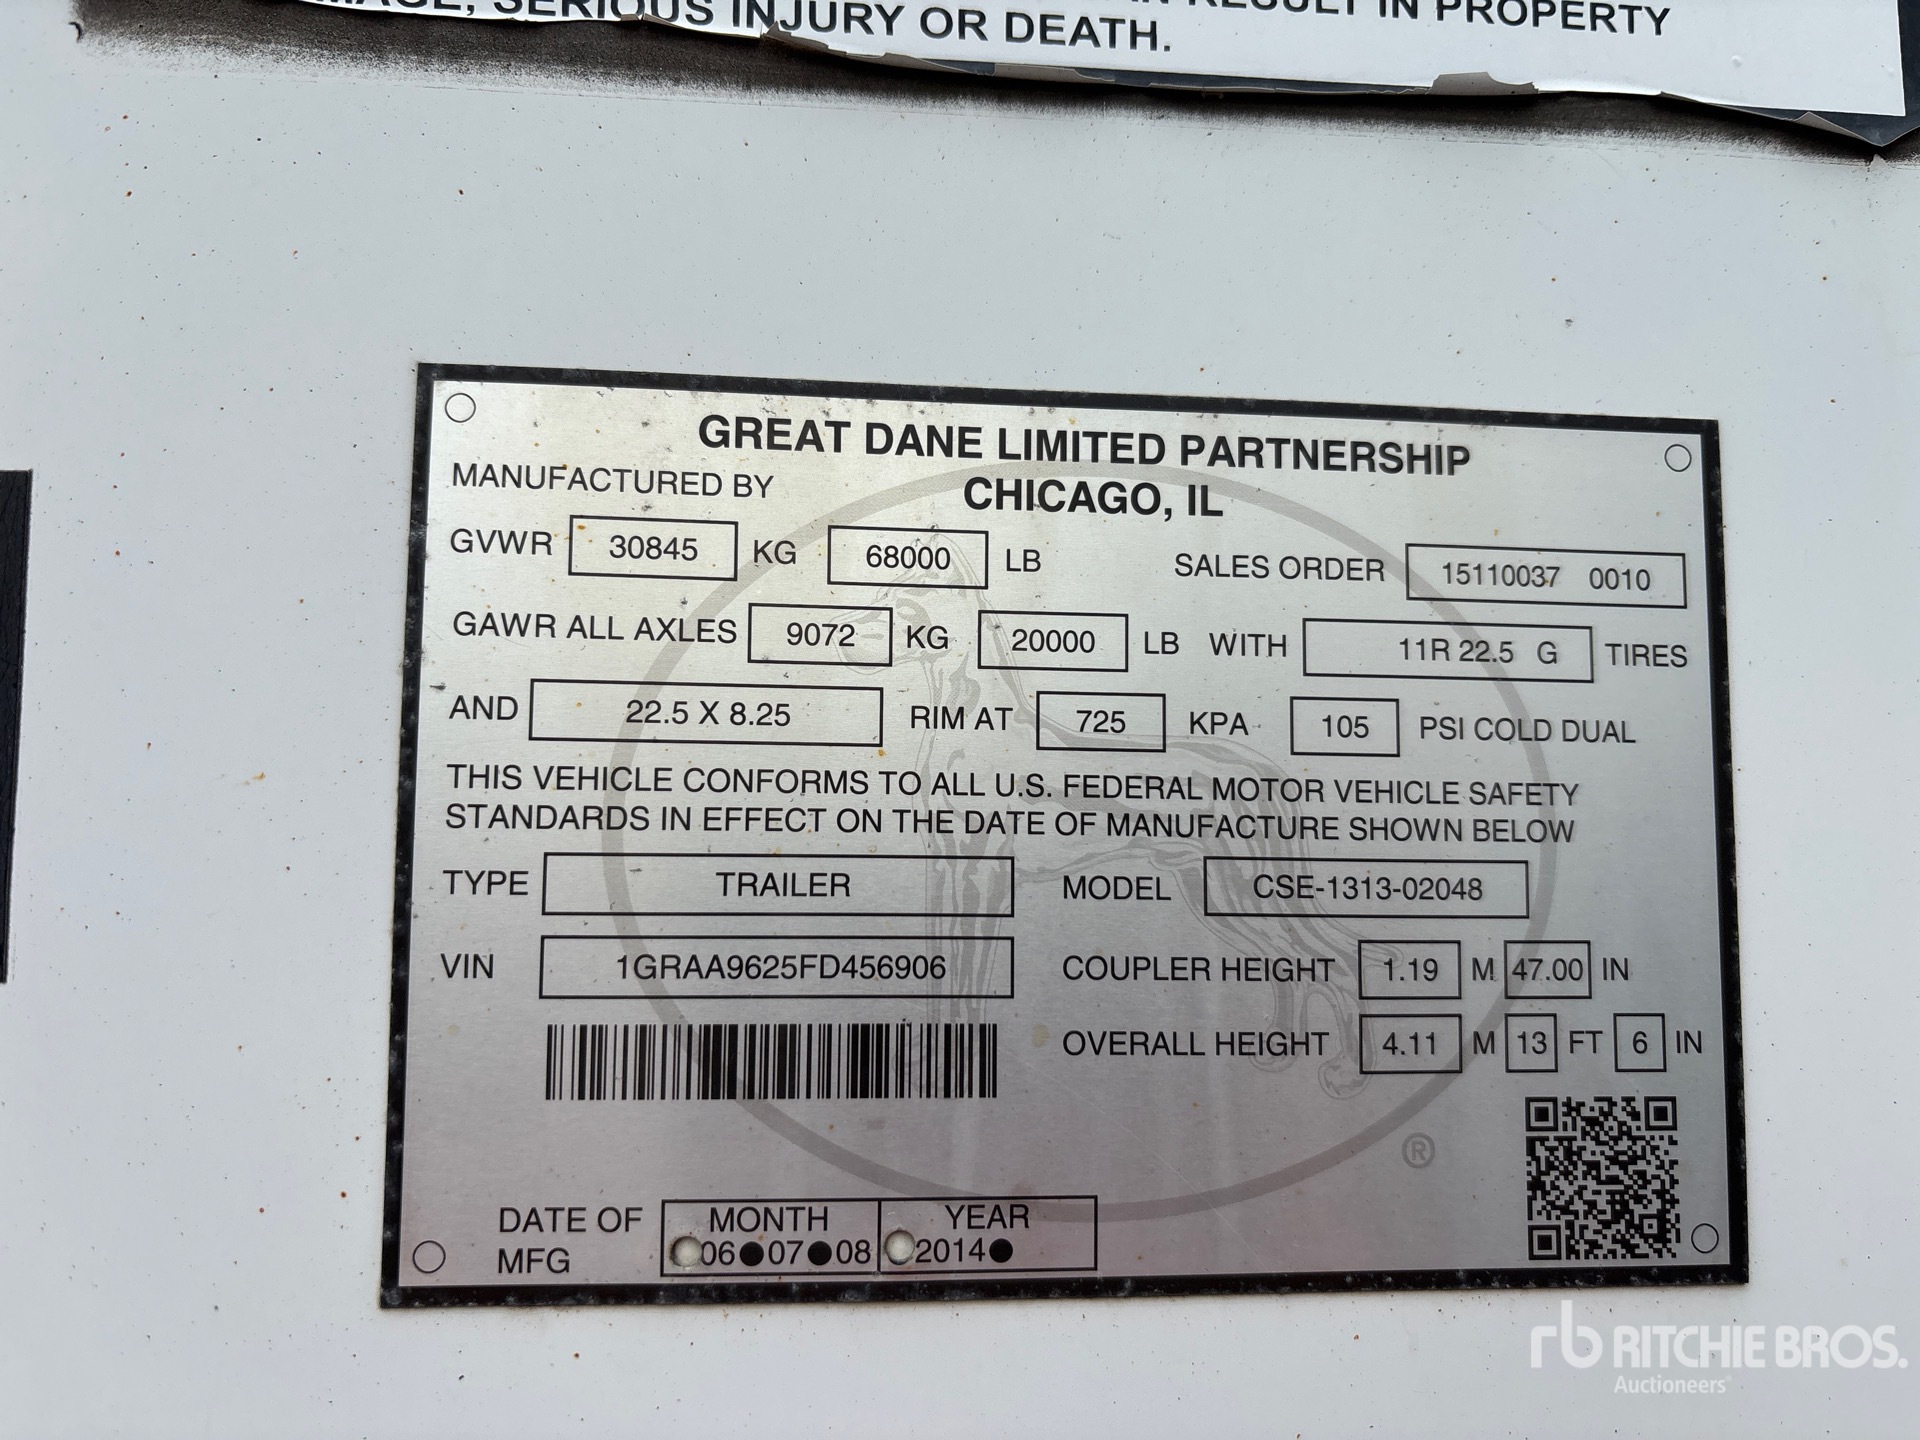 SERIOUS INJURY OR DEATH.
RESULT IN PROPERTY
GREAT DANE LIMITED PARTNERSHIP
MANUFACTURED BY CHICAGO, IL
GVWR 30845 KG 68000 LB SALES ORDER 15110037 0010
GAWR ALL AXLES 9072 KG 20000 LB WITH 11R 22.5 G TIRES
AND 22.5 X 8.25 RIM AT 725 KPA 105 PSI COLD DUAL
THIS VEHICLE CONFORMS TO ALL U.S. FEDERAL MOTOR VEHICLE SAFETY
STANDARDS IN EFFECT ON THE DATE OF MANUFACTURE SHOWN BELOW
TYPE TRAILER MODEL CSE-1313-02048
VIN 1GRAA9625FD456906 COUPLER HEIGHT 1.19 M 47.00 IN
OVERALL HEIGHT 4.11 M 13 FT 6 IN
®
DATE OF MONTH YEAR
MFG 06 07 08 2014
rb RITCHIE BROS.
Auctioneers